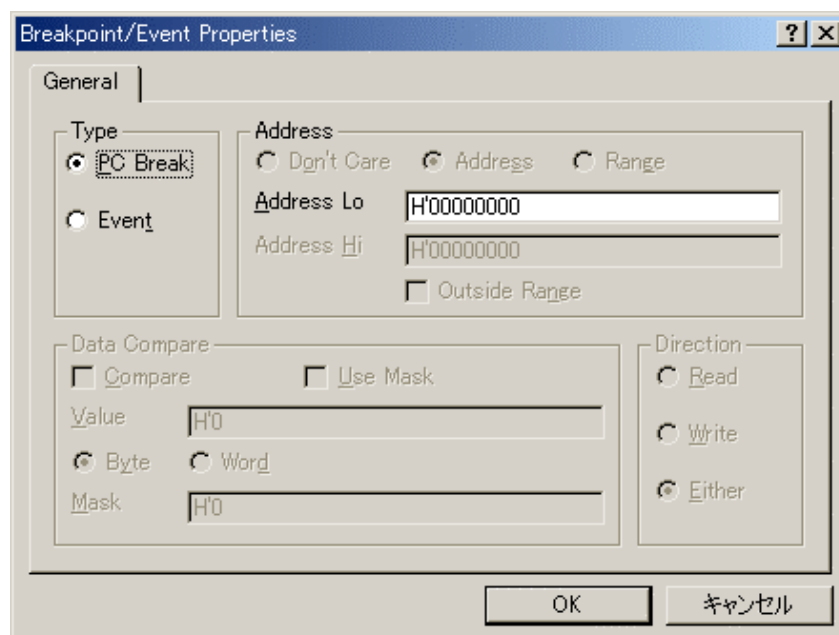 Breakpoint/Event Properties
General
Type
PC Break
Event
Address
Don't Care Address Range
Address Lo H'00000000
Address Hi H'00000000
Outside Range
Data Compare
Compare Use Mask
Value H'0
Byte Word
Mask H'0
Direction
Read
Write
Either
OK キャンセル